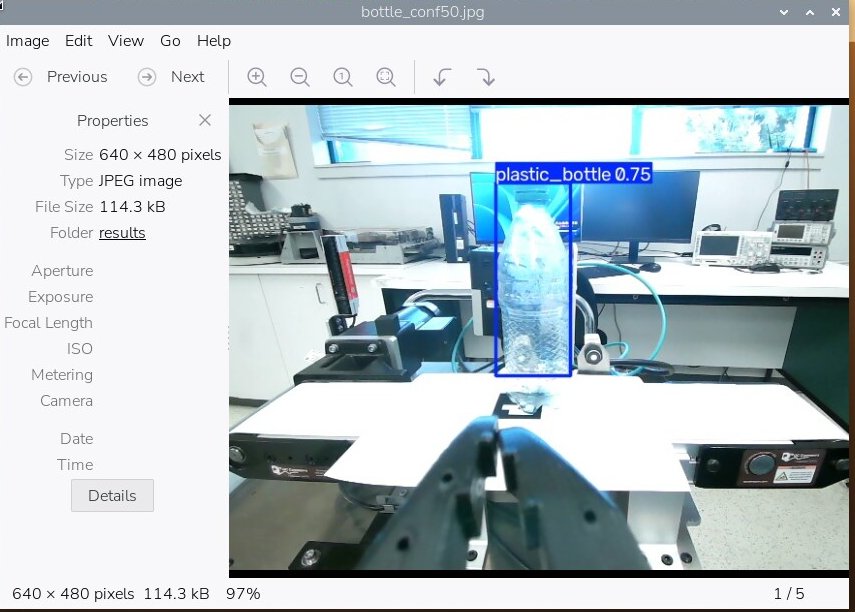 bottle_conf50.jpg
Image Edit View Go Help
Previous Next
Properties
Size 640 × 480 pixels
Type JPEG image
File Size 114.3 kB
Folder results
Aperture
Exposure
Focal Length
ISO
Metering
Camera
Date
Time
Details
plastic_bottle 0.75
640 × 480 pixels 114.3 kB 97%
1 / 5